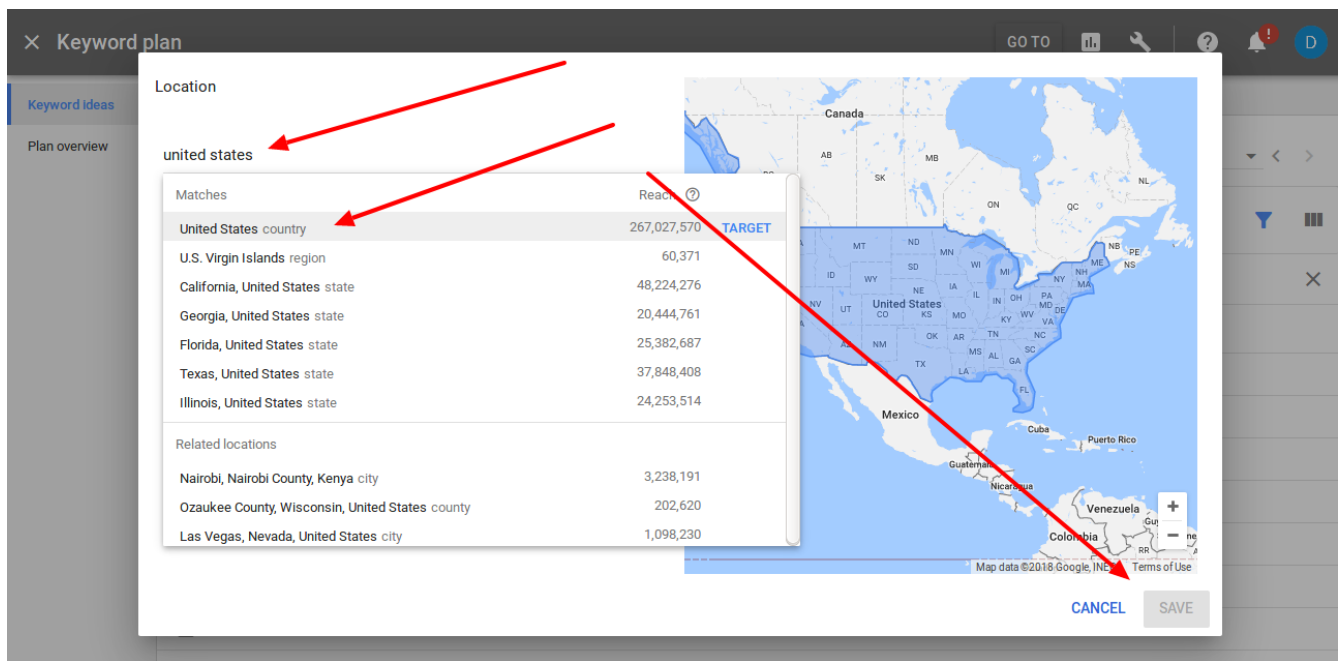 Keyword plan
GO TO
!
D
Keyword ideas
Plan overview
Location
united states
Matches
Reach
United States country 267,027,570 TARGET
U.S. Virgin Islands region 60,371
California, United States state 48,224,276
Georgia, United States state 20,444,761
Florida, United States state 25,382,687
Texas, United States state 37,848,408
Illinois, United States state 24,253,514
Related locations
Nairobi, Nairobi County, Kenya city 3,238,191
Ozaukee County, Wisconsin, United States county 202,620
Las Vegas, Nevada, United States city 1,098,230
Canada
AB
MB
SK
NL
ON
QC
NB
PE
NS
MT
ND
MN
ID
SD
WI
MI
ME
NH
NY
MA
WY
NE
IA
IL
IN
OH
PA
MD
DE
NV
UT
United States
CO
KS
MO
KY
WV
VA
NM
OK
AR
TN
NC
SC
MS
AL
GA
TX
LA
FL
Mexico
Cuba
Puerto Rico
Guatemala
Nicaragua
Venezuela
Colombia
RR
+
−
Map data ©2018 Google, INEGI
Terms of Use
CANCEL
SAVE